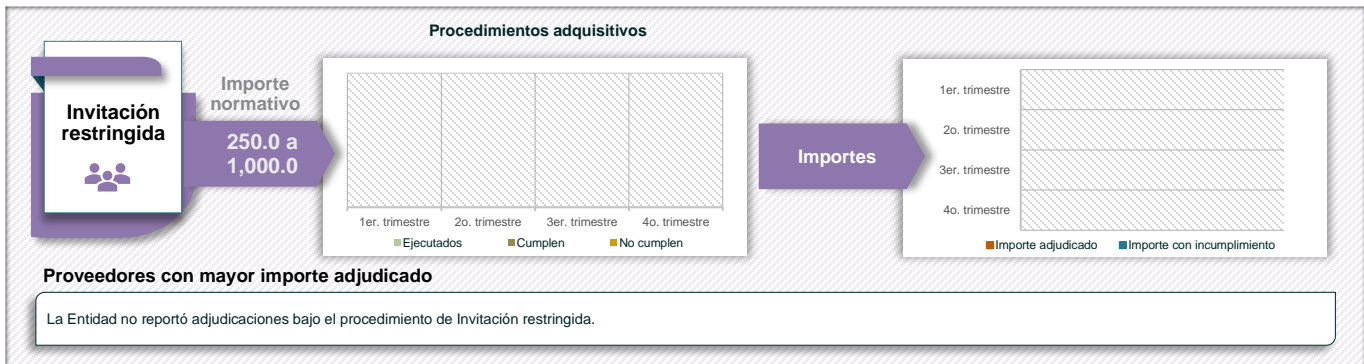 Procedimientos adquisitivos
Invitación
restringida
Importe
normativo
250.0 a
1,000.0
1er. trimestre 2o. trimestre 3er. trimestre 4o. trimestre
Ejecutados Cumplen No cumplen
Importes
1er. trimestre
2o. trimestre
3er. trimestre
4o. trimestre
Importe adjudicado Importe con incumplimiento
Proveedores con mayor importe adjudicado
La Entidad no reportó adjudicaciones bajo el procedimiento de Invitación restringida.